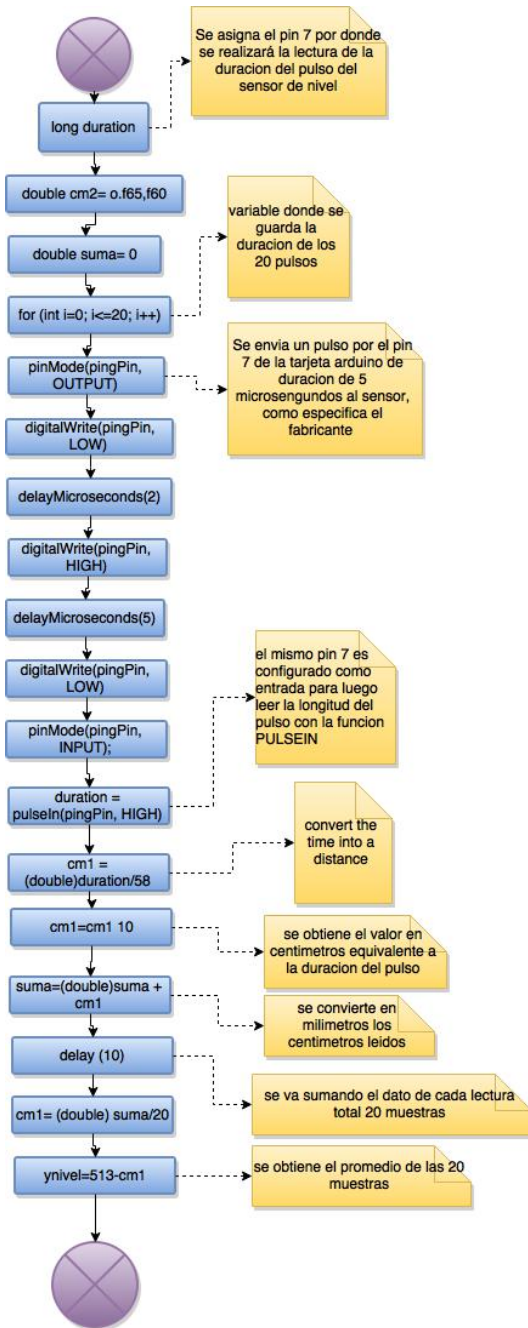 Se asigna el pin 7 por donde
se realizará la lectura de la
duracion del pulso del
sensor de nivel
long duration
double cm2= o.f65,f60
variable donde se
guarda la
duracion de los
20 pulsos
double suma= 0
for (int i=0; i<=20; i++)
Se envia un pulso por el pin
7 de la tarjeta arduino de
duracion de 5
microsengundos al sensor,
como especifica el
fabricante
pinMode(pingPin,
OUTPUT)
digitalWrite(pingPin,
LOW)
delayMicroseconds(2)
digitalWrite(pingPin,
HIGH)
delayMicroseconds(5)
digitalWrite(pingPin,
LOW)
el mismo pin 7 es
configurado como
entrada para luego
leer la longitud del
pulso con la funcion
PULSEIN
pinMode(pingPin,
INPUT);
duration =
pulseIn(pingPin, HIGH)
convert the
time into a
distance
cm1 =
(double)duration/58
cm1=cm1 10
se obtiene el valor en
centimetros equivalente a
la duracion del pulso
suma=(double)suma +
cm1
se convierte en
milimetros los
centimetros leidos
delay (10)
se va sumando el dato de cada lectura
total 20 muestras
cm1= (double) suma/20
ynivel=513-cm1
se obtiene el promedio de las 20
muestras